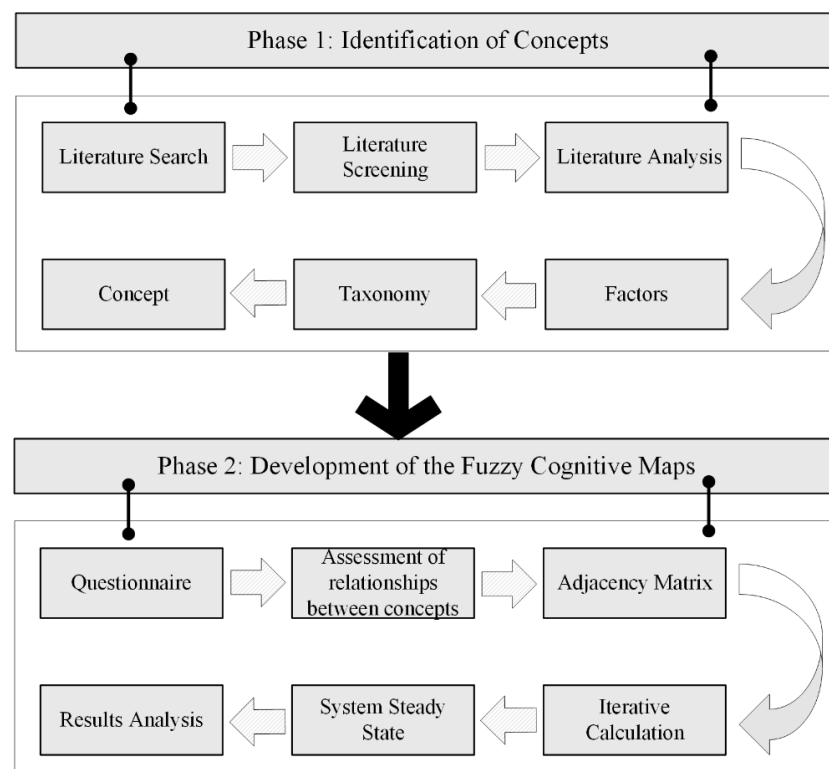 Phase 1: Identification of Concepts
Literature Search
Literature
Screening
Literature Analysis
Factors
Taxonomy
Concept
Phase 2: Development of the Fuzzy Cognitive Maps
Questionnaire
Assessment of
relationships
between concepts
Adjacency Matrix
Iterative
Calculation
System Steady
State
Results Analysis